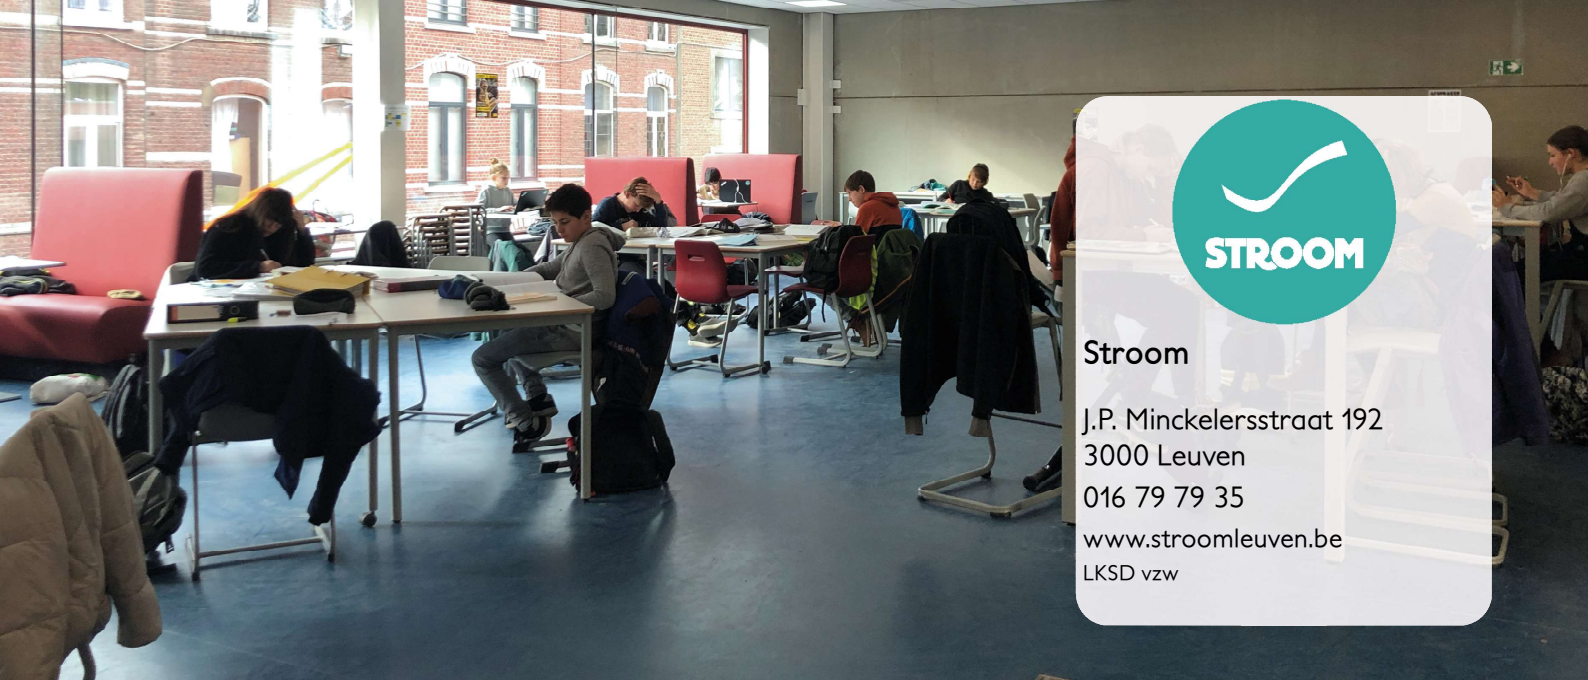 STROOM
Stroom
J.P. Minckelersstraat 192
3000 Leuven
016 79 79 35
www.stroomleuven.be
LKSD vzw